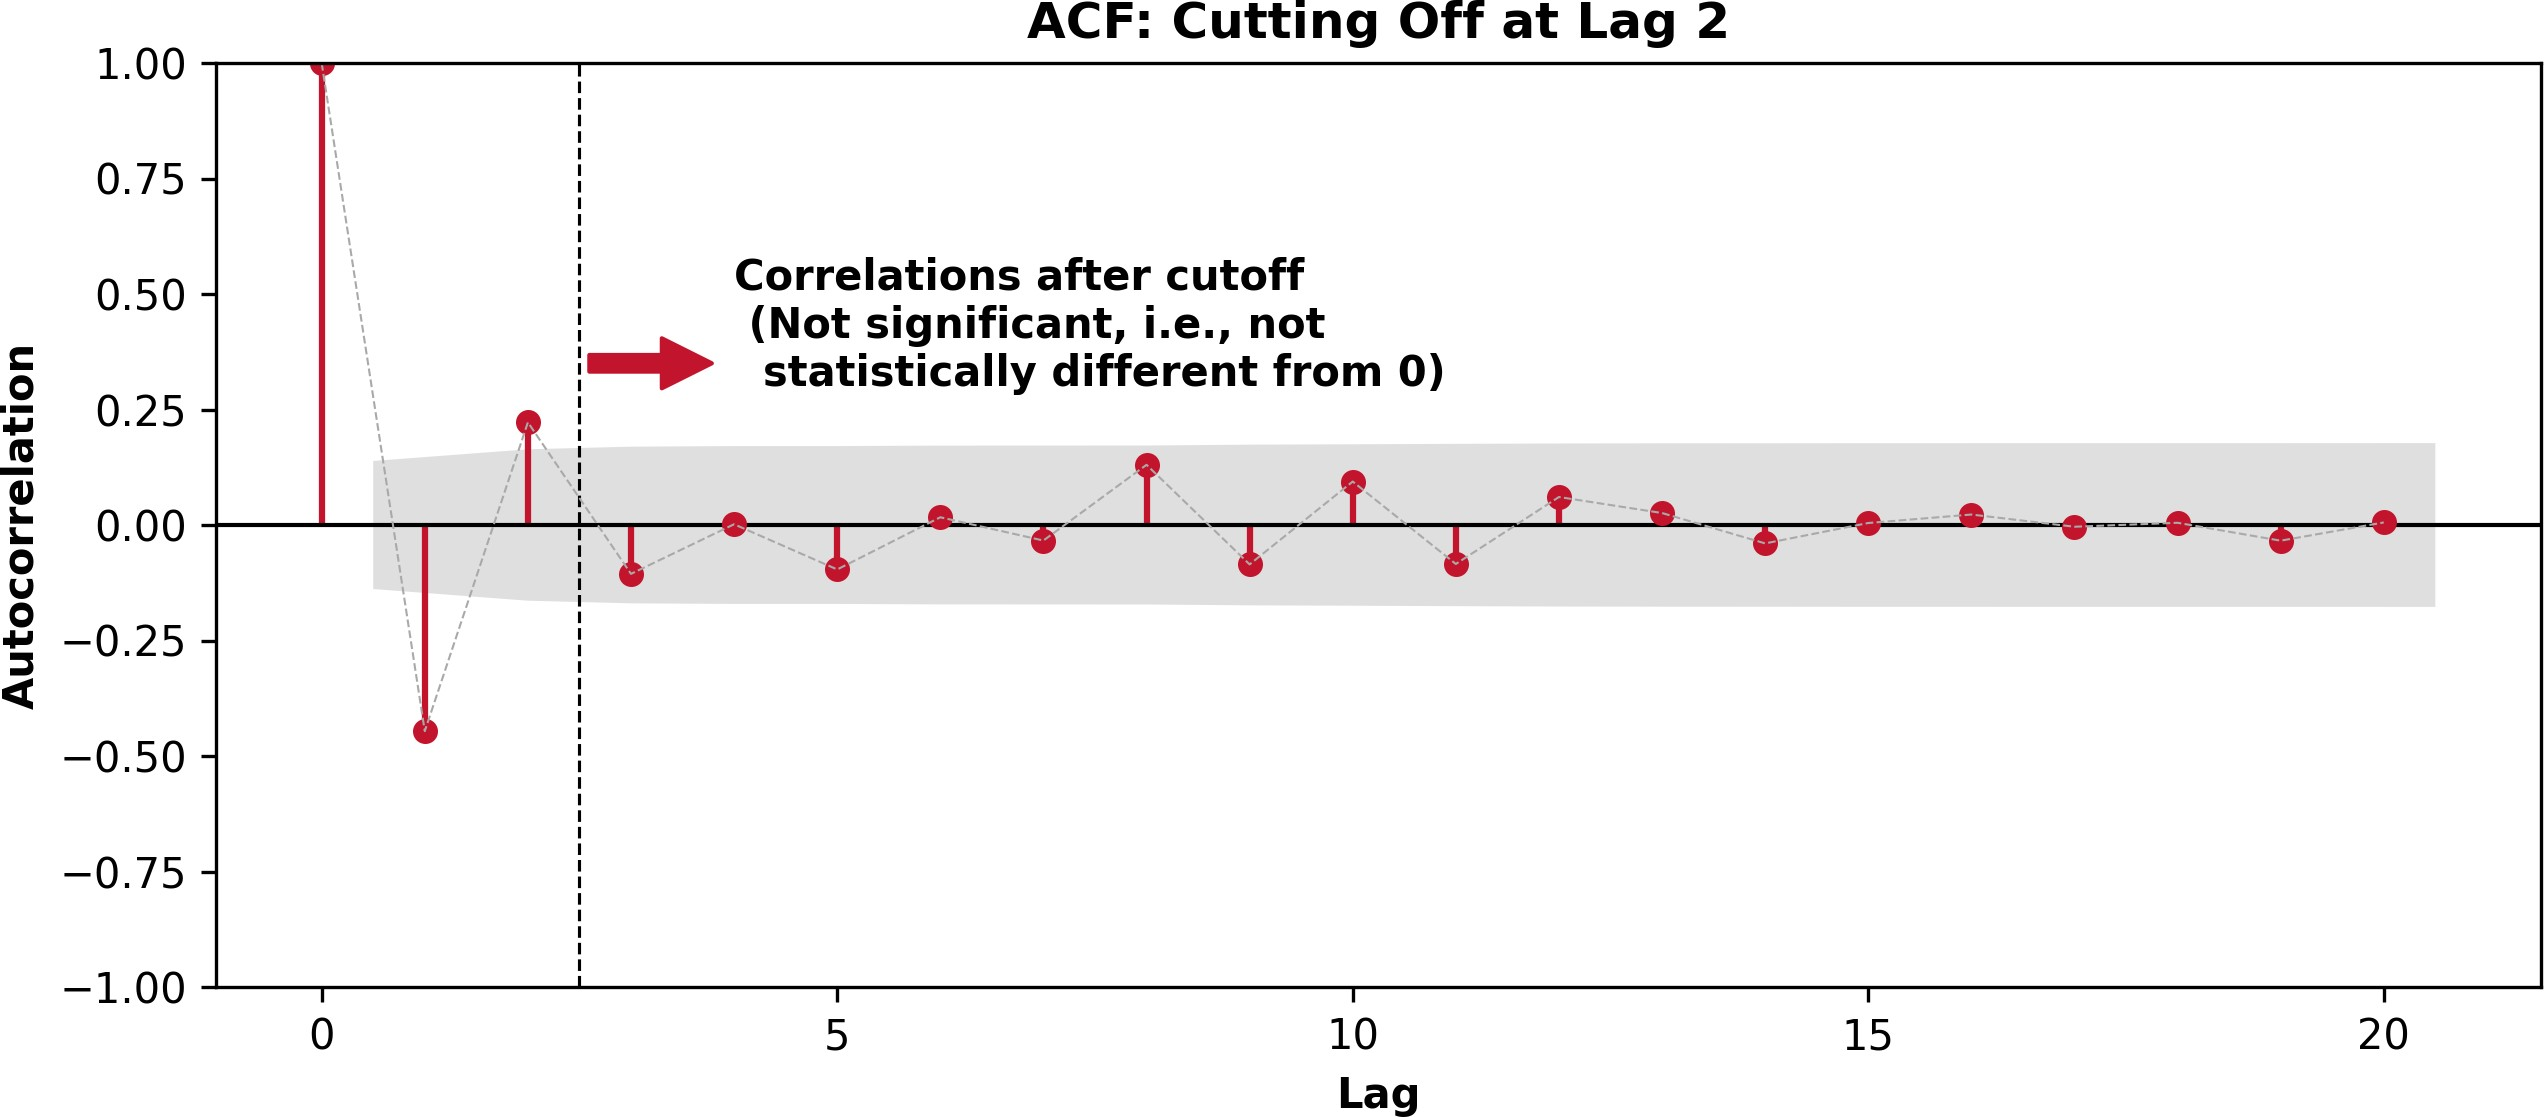 ACF: Cutting Off at Lag 2
1.00
0.75
0.50
0.25
0.00
−0.25
−0.50
−0.75
−1.00
Autocorrelation
Correlations after cutoff
(Not significant, i.e., not
statistically different from 0)
0 5 10 15 20
Lag